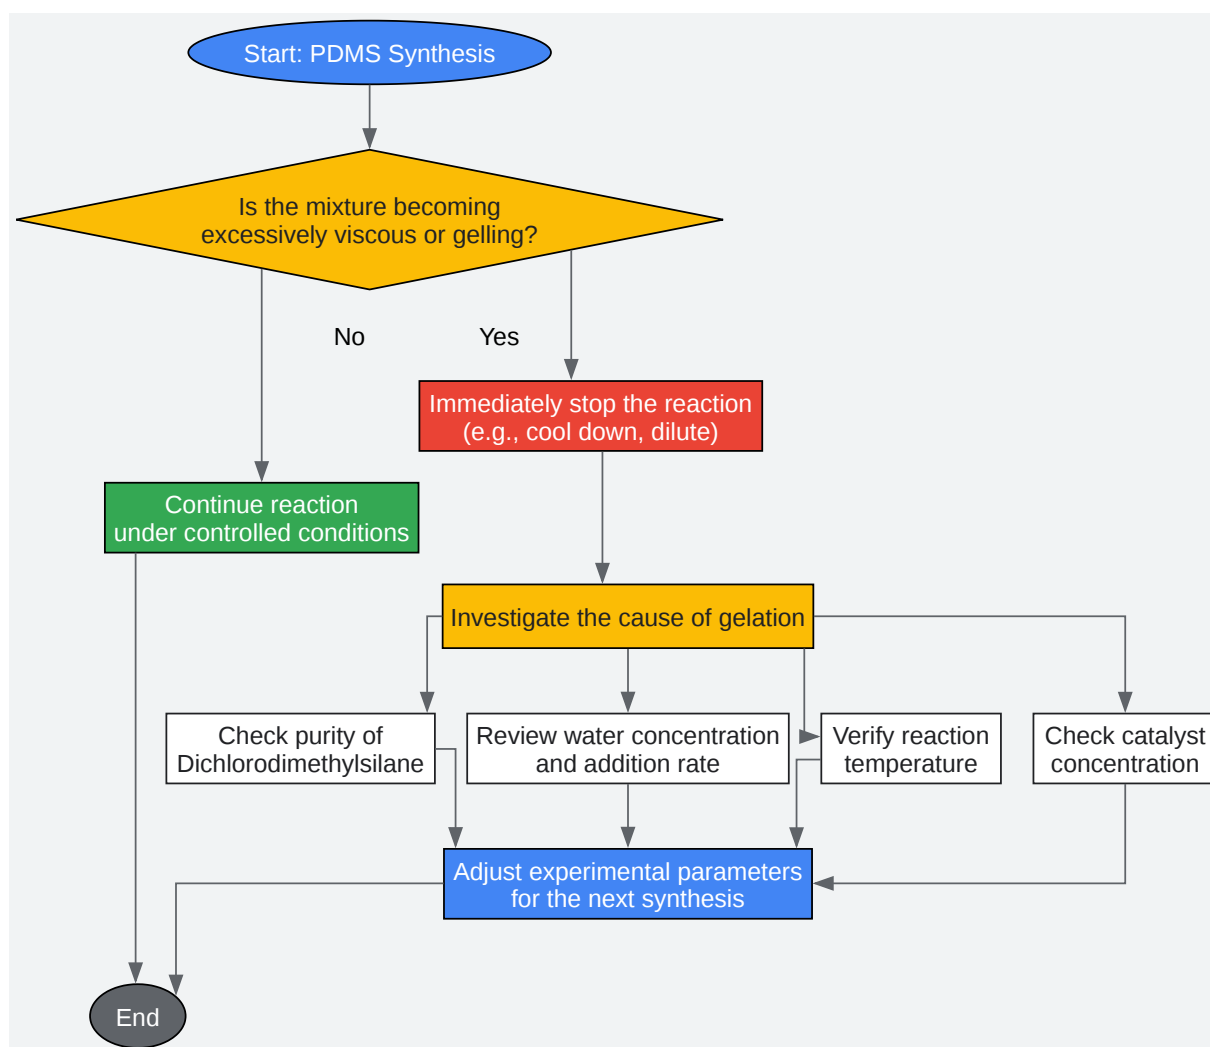 Start: PDMS Synthesis
Is the mixture becoming
excessively viscous or gelling?
No
Yes
Immediately stop the reaction
(e.g., cool down, dilute)
Continue reaction
under controlled conditions
Investigate the cause of gelation
Check purity of
Dichlorodimethylsilane
Review water concentration
and addition rate
Verify reaction
temperature
Check catalyst
concentration
Adjust experimental parameters
for the next synthesis
End